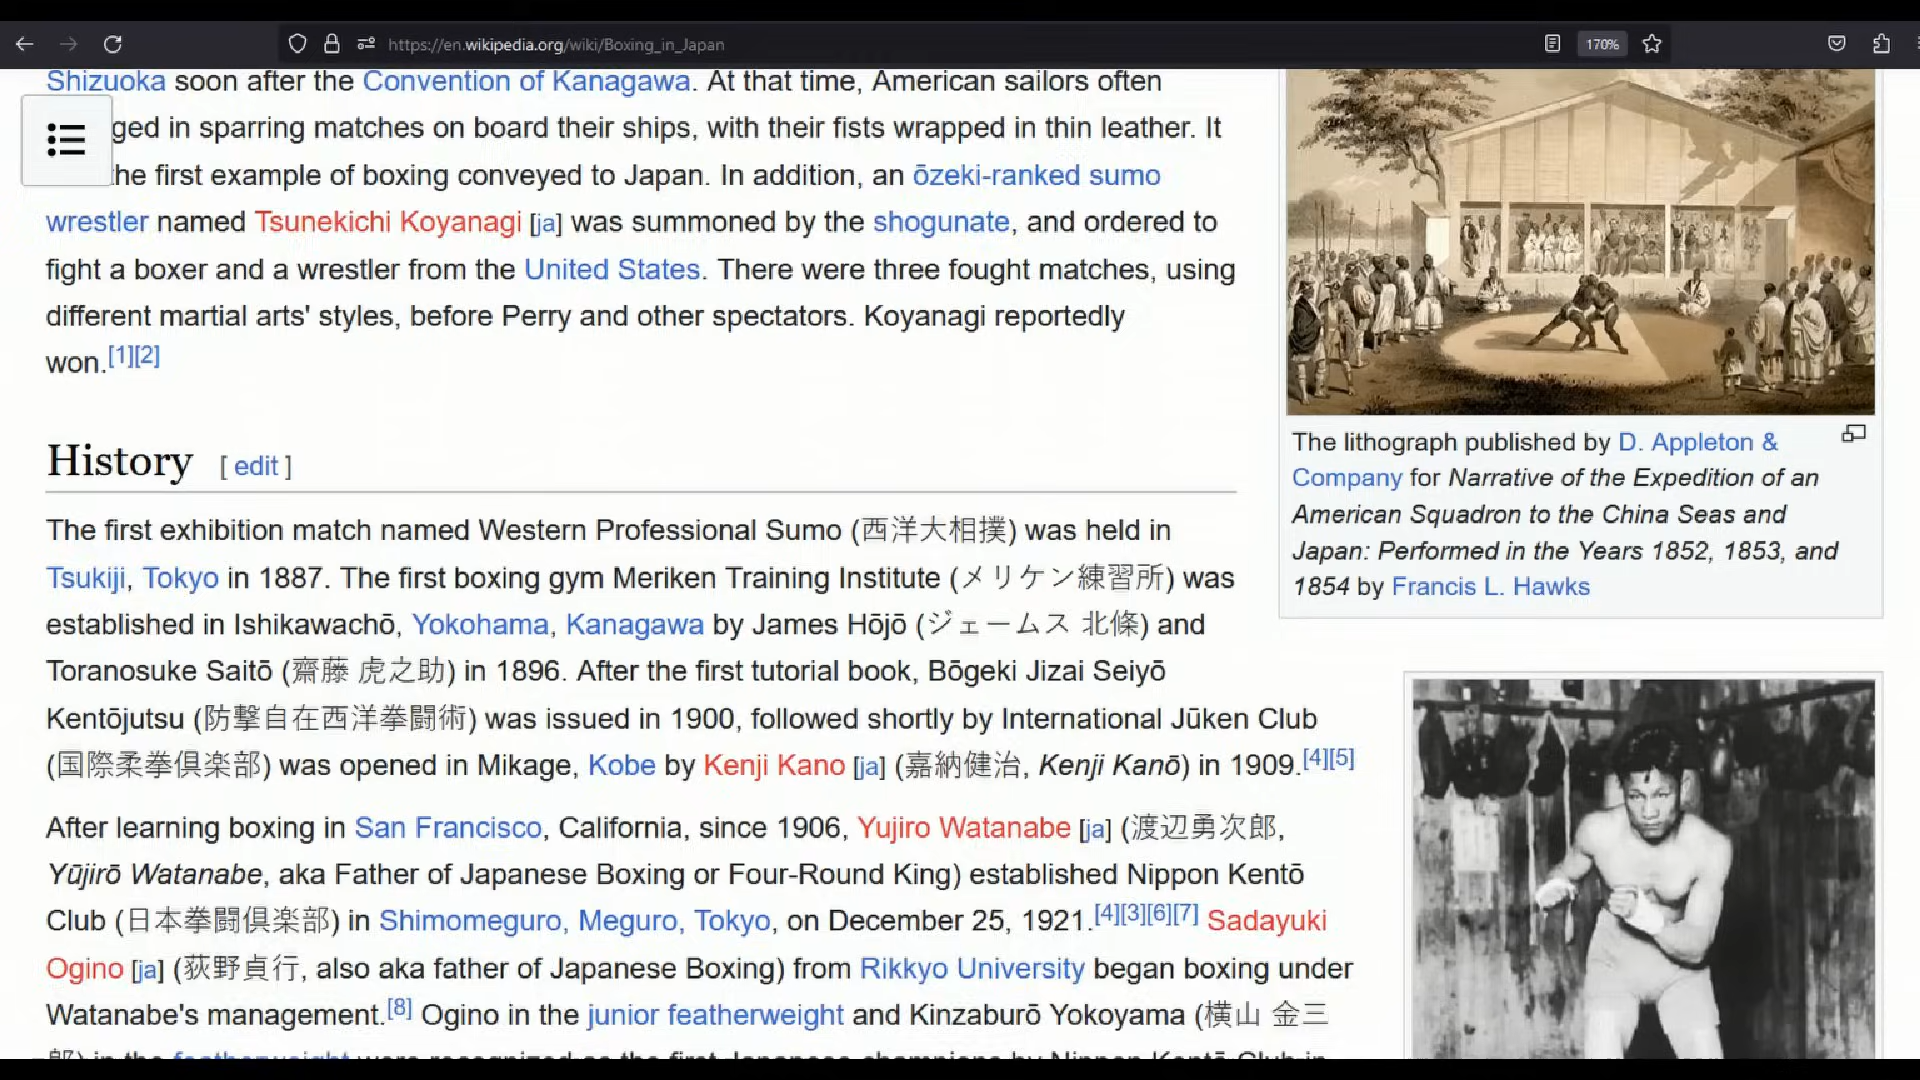 https://en.wikipedia.org/wiki/Boxing_in_Japan
170%
Shizuoka soon after the Convention of Kanagawa. At that time, American sailors often
ged in sparring matches on board their ships, with their fists wrapped in thin leather. It
the first example of boxing conveyed to Japan. In addition, an ōzeki-ranked sumo
wrestler named Tsunekichi Koyanagi [ja] was summoned by the shogunate, and ordered to
fight a boxer and a wrestler from the United States. There were three fought matches, using
different martial arts' styles, before Perry and other spectators. Koyanagi reportedly
won.[1][2]
History [ edit ]
The first exhibition match named Western Professional Sumo (西洋大相撲) was held in
Tsukiji, Tokyo in 1887. The first boxing gym Meriken Training Institute (メリケン練習所) was
established in Ishikawachō, Yokohama, Kanagawa by James Hōjō (ジェームス 北條) and
Toranosuke Saitō (齋藤 虎之助) in 1896. After the first tutorial book, Bōgeki Jizai Seiyō
Kentōjutsu (防撃自在西洋拳闘術) was issued in 1900, followed shortly by International Jūken Club
(国際柔拳倶楽部) was opened in Mikage, Kobe by Kenji Kano [ja] (嘉納健治, Kenji Kanō) in 1909.[4][5]
After learning boxing in San Francisco, California, since 1906, Yujiro Watanabe [ja] (渡辺勇次郎,
Yūjirō Watanabe, aka Father of Japanese Boxing or Four-Round King) established Nippon Kentō
Club (日本拳闘倶楽部) in Shimomeguro, Meguro, Tokyo, on December 25, 1921.[4][3][6][7] Sadayuki
Ogino [ja] (荻野貞行, also aka father of Japanese Boxing) from Rikkyo University began boxing under
Watanabe's management.[8] Ogino in the junior featherweight and Kinzaburō Yokoyama (横山 金三
郎) in the featherweight were recognized as the first Japanese champions by Nippon Kentō Club in
The lithograph published by D. Appleton &
Company for Narrative of the Expedition of an
American Squadron to the China Seas and
Japan: Performed in the Years 1852, 1853, and
1854 by Francis L. Hawks